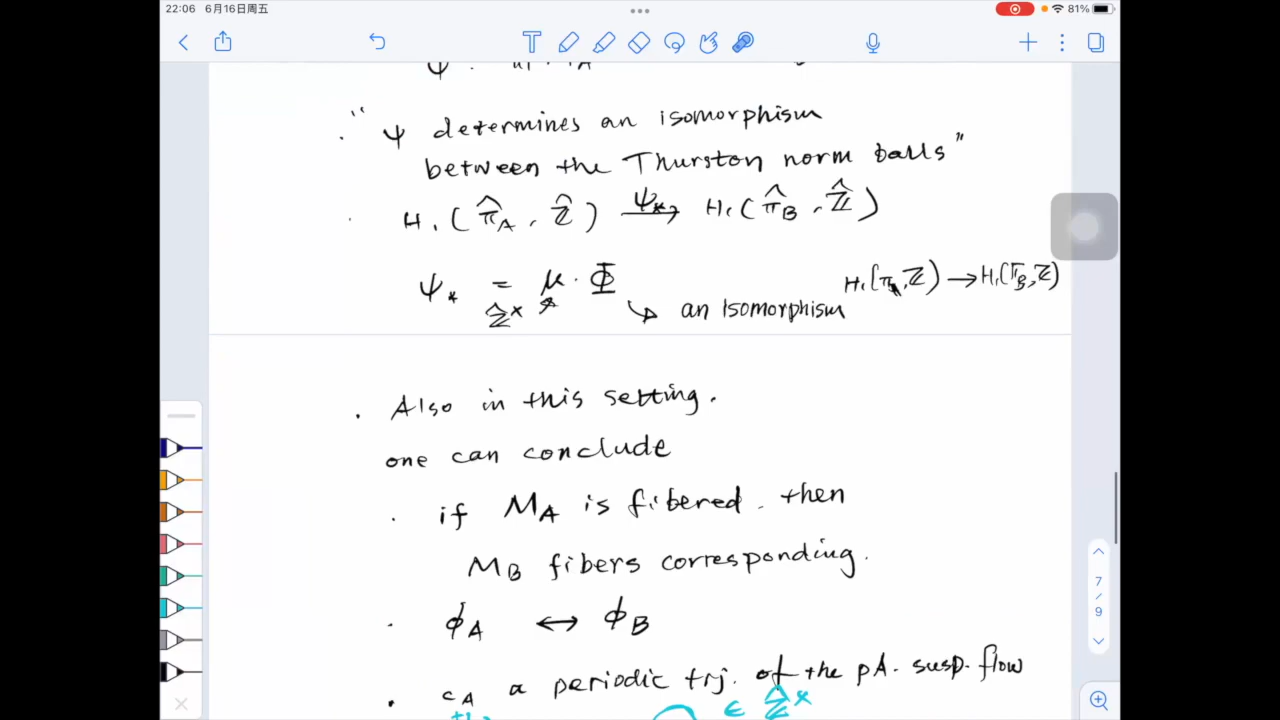 22:06 6月16日周五
81%
Ψ
" ψ determines an isomorphism
between the Thurston norm balls"
H₁(π̂_A, Ẑ) →^{Ψ_*} H₁(π̂_B, Ẑ)
Ψ_* = μ · Φ
H₁(π_A, Z) → H₁(π_B, Z)
Ẑ^×
↳ an isomorphism
· Also in this setting.
one can conclude
· if M_A is fibered. then
M_B fibers corresponding.
· ϕ_A ↔ ϕ_B
· c_A a periodic trj. of the pA. susp. flow
∈ Ẑ^×
7
/
9